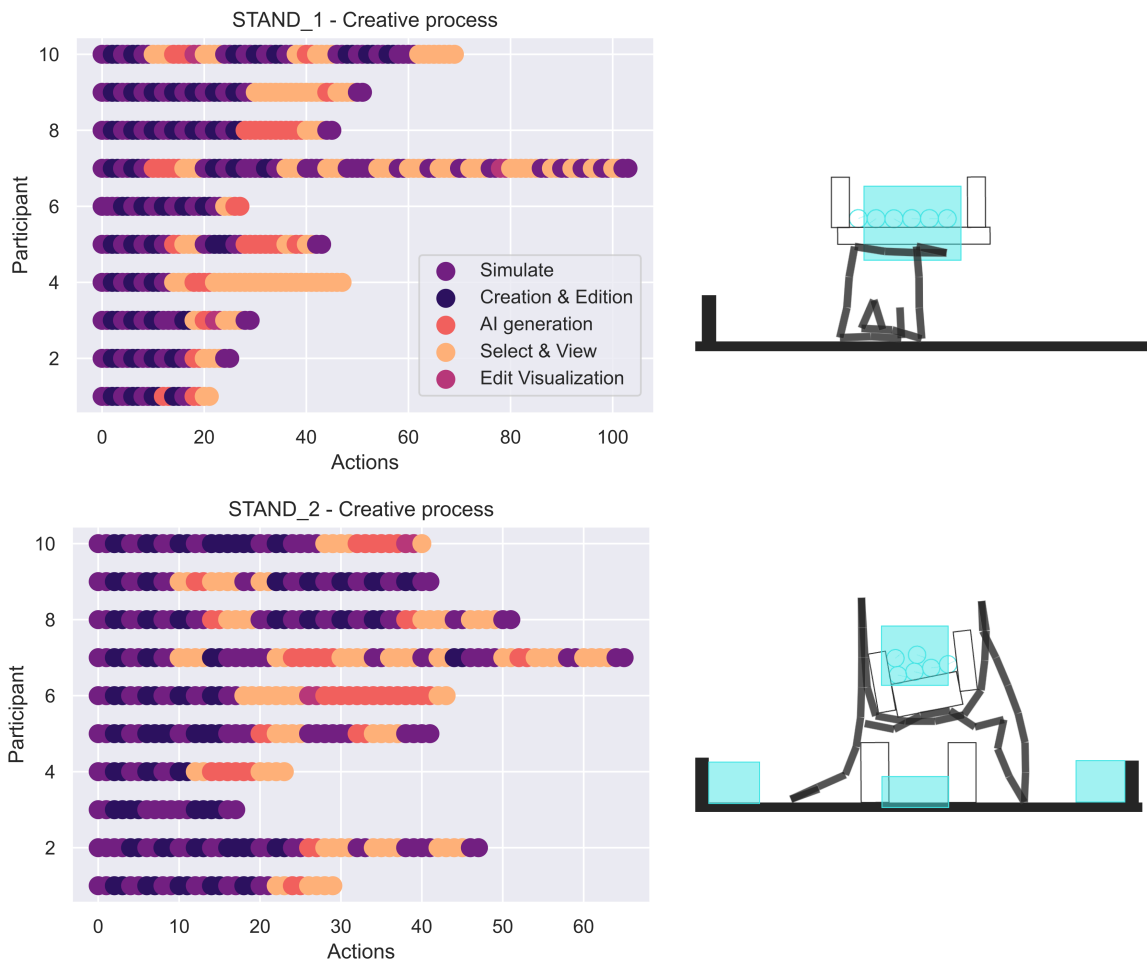 STAND_1 - Creative process
10
8
6
4
2
Participant
Simulate
Creation & Edition
AI generation
Select & View
Edit Visualization
0 20 40 60 80 100
Actions
STAND_2 - Creative process
10
8
6
4
2
Participant
0 10 20 30 40 50 60
Actions